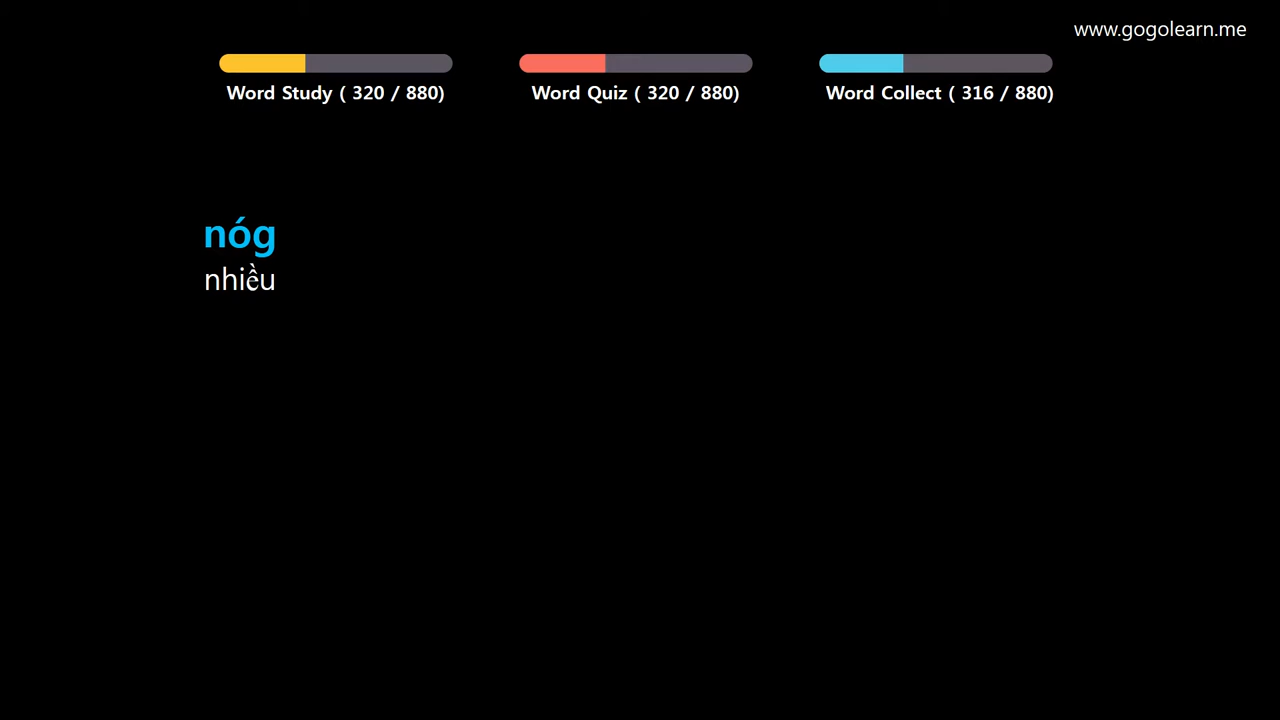 www.gogolearn.me
Word Study ( 320 / 880)
Word Quiz ( 320 / 880)
Word Collect ( 316 / 880)
nóg
nhiều